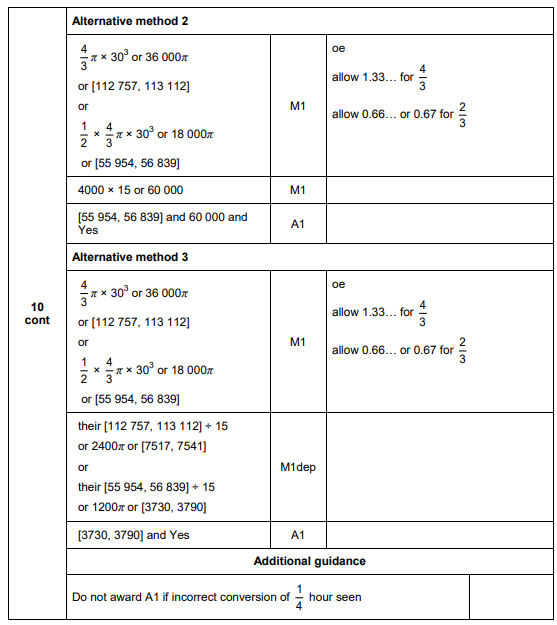 Alternative method 2
4/3 π × 30³ or 36 000π
or [112 757, 113 112]
or
1/2 × 4/3 π × 30³ or 18 000π
or [55 954, 56 839]
M1
oe
allow 1.33… for 4/3
allow 0.66… or 0.67 for 2/3
4000 × 15 or 60 000
M1
[55 954, 56 839] and 60 000 and
Yes
A1
Alternative method 3
10
cont
4/3 π × 30³ or 36 000π
or [112 757, 113 112]
or
1/2 × 4/3 π × 30³ or 18 000π
or [55 954, 56 839]
M1
oe
allow 1.33… for 4/3
allow 0.66… or 0.67 for 2/3
their [112 757, 113 112] ÷ 15
or 2400π or [7517, 7541]
or
their [55 954, 56 839] ÷ 15
or 1200π or [3730, 3790]
M1dep
[3730, 3790] and Yes
A1
Additional guidance
Do not award A1 if incorrect conversion of 1/4 hour seen